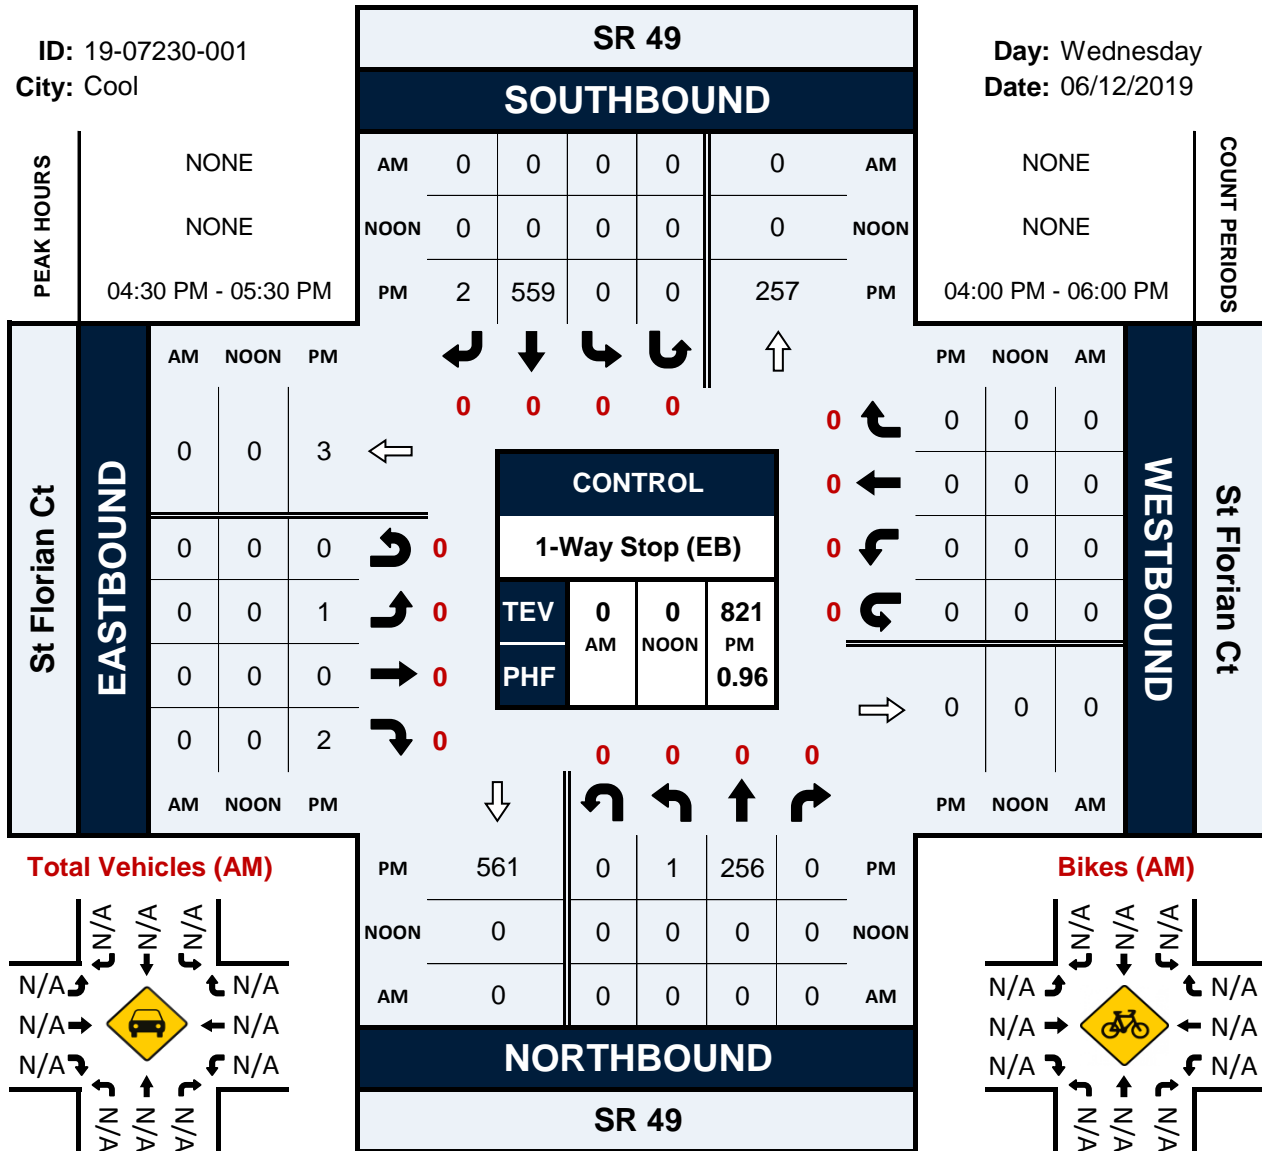 ID: 19-07230-001
City: Cool
SR 49
SOUTHBOUND
Day: Wednesday
Date: 06/12/2019
PEAK HOURS
NONE
NONE
04:30 PM - 05:30 PM
AM 0 0 0 0 0 AM
NOON 0 0 0 0 0 NOON
PM 2 559 0 0 257 PM
NONE
NONE
04:00 PM - 06:00 PM
COUNT PERIODS
0 0 0 0
St Florian Ct
EASTBOUND
AM NOON PM
0 0 3
0 0 0 0
0 0 1 0
0 0 0 0
0 0 2 0
AM NOON PM
CONTROL
1-Way Stop (EB)
TEV 0 0 821
AM NOON PM
PHF 0.96
PM NOON AM
0 0 0 0
0 0 0 0
0 0 0 0
0 0 0 0
0 0 0
PM NOON AM
WESTBOUND
St Florian Ct
0 0 0 0
PM 561 0 1 256 0 PM
NOON 0 0 0 0 0 NOON
AM 0 0 0 0 0 AM
NORTHBOUND
SR 49
Total Vehicles (AM)
N/A N/A N/A
N/A N/A
N/A N/A
N/A N/A
N/A N/A N/A
Bikes (AM)
N/A N/A N/A
N/A N/A
N/A N/A
N/A N/A
N/A N/A N/A